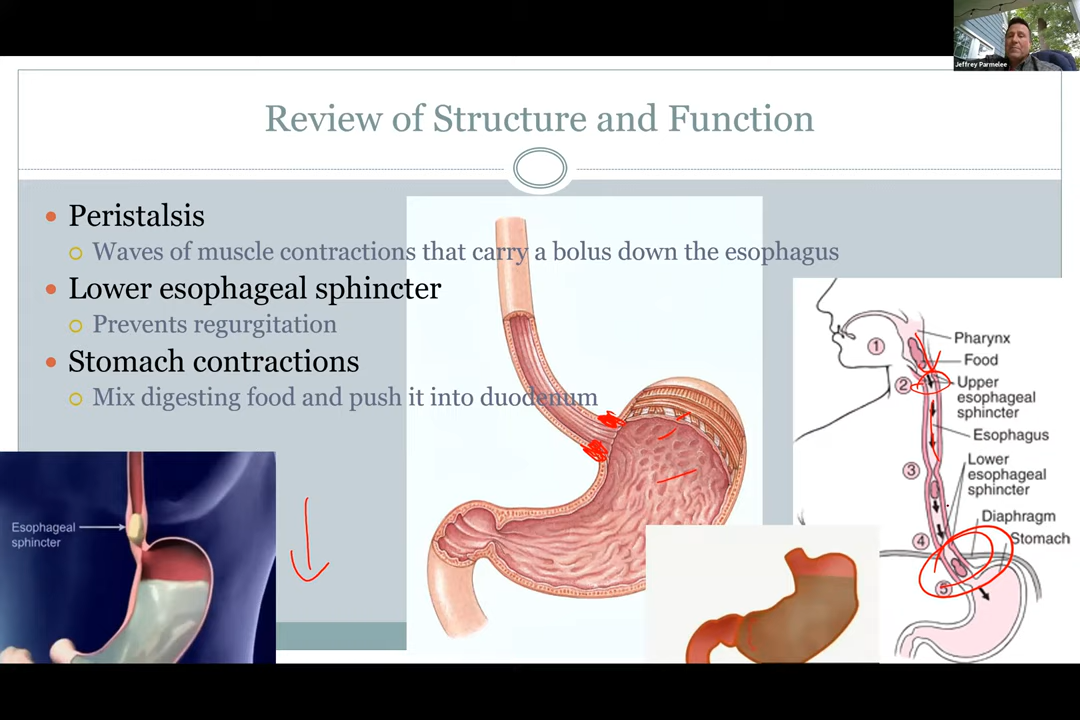 Jeffrey Parmelee
Review of Structure and Function
Peristalsis
Waves of muscle contractions that carry a bolus down the esophagus
Lower esophageal sphincter
Prevents regurgitation
Stomach contractions
Mix digesting food and push it into duodenum
Esophageal
sphincter
Pharynx
Food
Upper
esophageal
sphincter
Esophagus
Lower
esophageal
sphincter
Diaphragm
Stomach
1
2
3
4
5